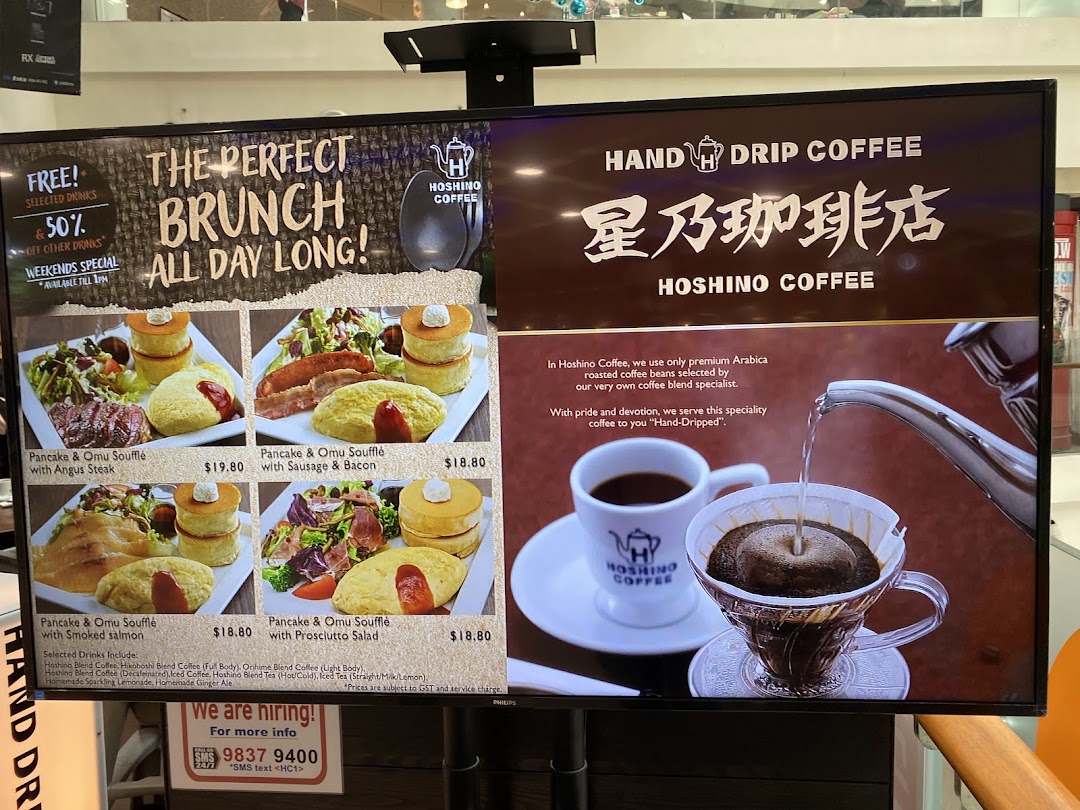 RX
FREE!*
SELECTED DRINKS
& 50%
OFF OTHER DRINKS*
WEEKENDS SPECIAL
*AVAILABLE TILL 1PM
THE PERFECT
BRUNCH
ALL DAY LONG!
H
HOSHINO
COFFEE
Pancake & Omu Soufflé
with Angus Steak $19.80
Pancake & Omu Soufflé
with Sausage & Bacon $18.80
Pancake & Omu Soufflé
with Smoked salmon $18.80
Pancake & Omu Soufflé
with Prosciutto Salad $18.80
Selected Drinks Include:
Hoshino Blend Coffee, Hikoboshi Blend Coffee (Full Body), Orihime Blend Coffee (Light Body),
Hoshino Blend Coffee (Decafeinated),Iced Coffee, Hoshino Blend Tea (Hot/Cold), Iced Tea (Straight/Milk/Lemon),
Homemade Sparkling Lemonade, Homemade Ginger Ale.
*Prices are subject to GST and service charge.
HAND H DRIP COFFEE
星乃珈琲店
HOSHINO COFFEE
In Hoshino Coffee, we use only premium Arabica
roasted coffee beans selected by
our very own coffee blend specialist.
With pride and devotion, we serve this speciality
coffee to you “Hand-Dripped”.
H
HOSHINO
COFFEE
PHILIPS
We are hiring!
For more info
SMS
24/7
9837 9400
*SMS text <HC1>
HAND DR